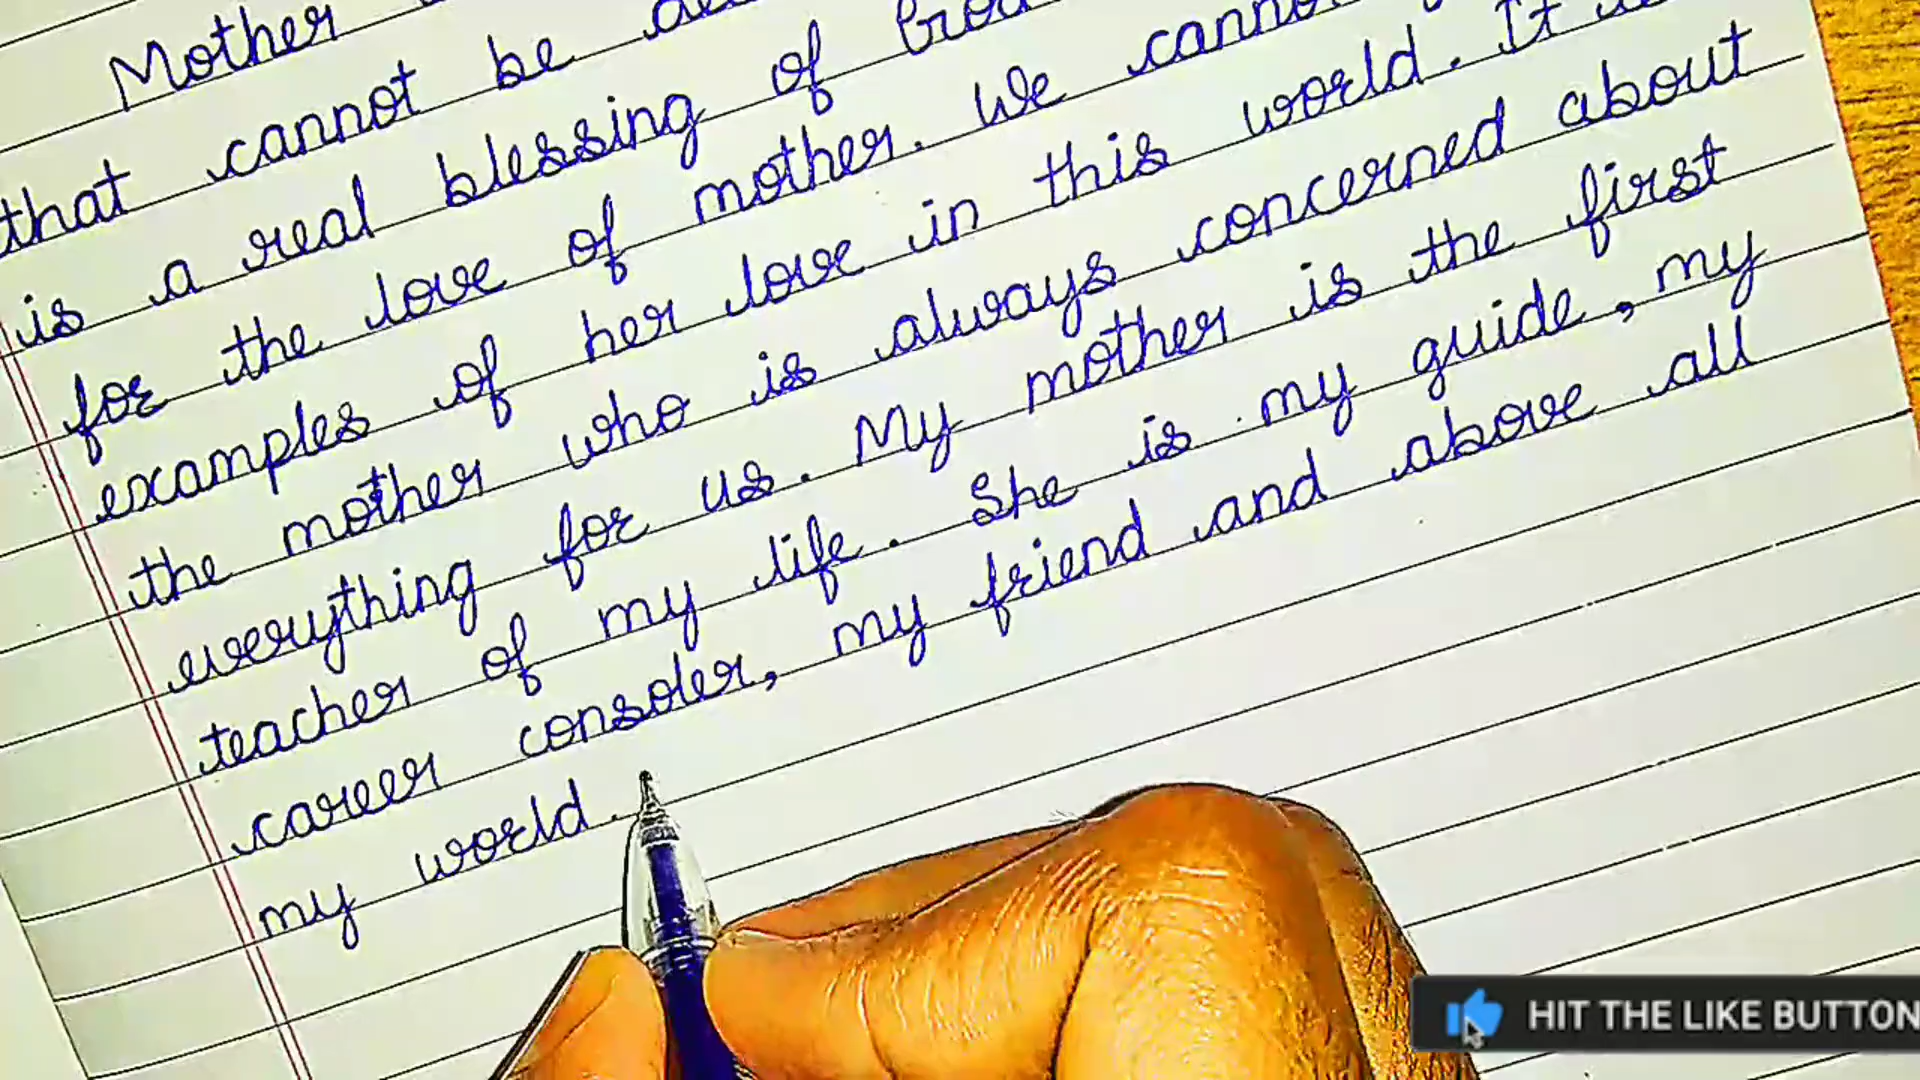 Mother
that cannot be
is a real blessing of God
for the love of mother. We cannot
examples of her love in this world. It is
the mother who is always concerned about
everything for us. My mother is the first
teacher of my life. She is my guide, my
career consoler, my friend and above all
my world.
HIT THE LIKE BUTTON